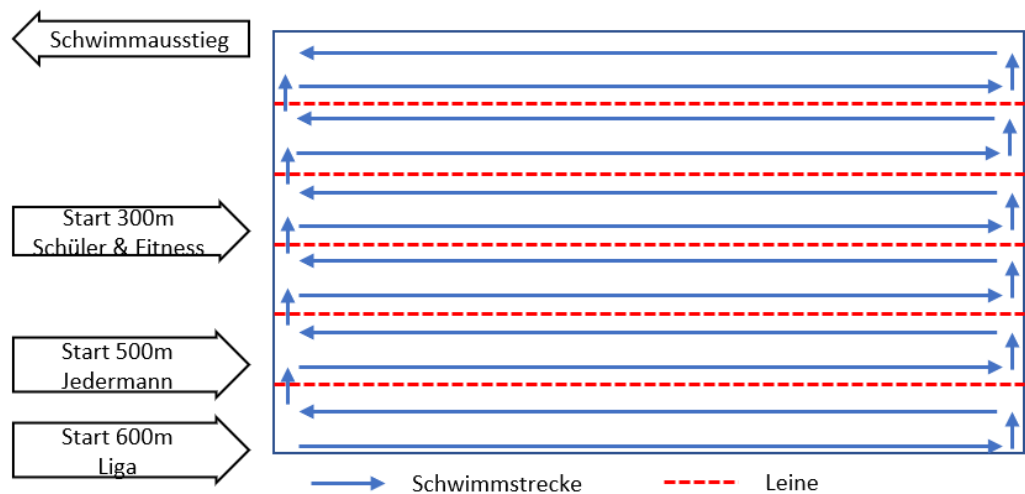 Schwimmausstieg
Start 300m
Schüler & Fitness
Start 500m
Jedermann
Start 600m
Liga
Schwimmstrecke
Leine